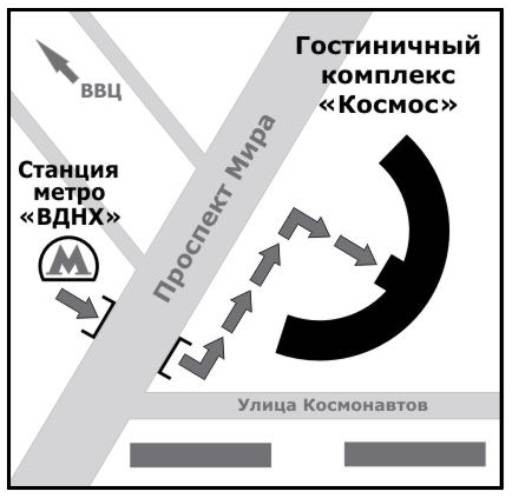 Гостиничный
комплекс
«Космос»
ВВЦ
Станция
метро
«ВДНХ»
М
Проспект Мира
Улица Космонавтов